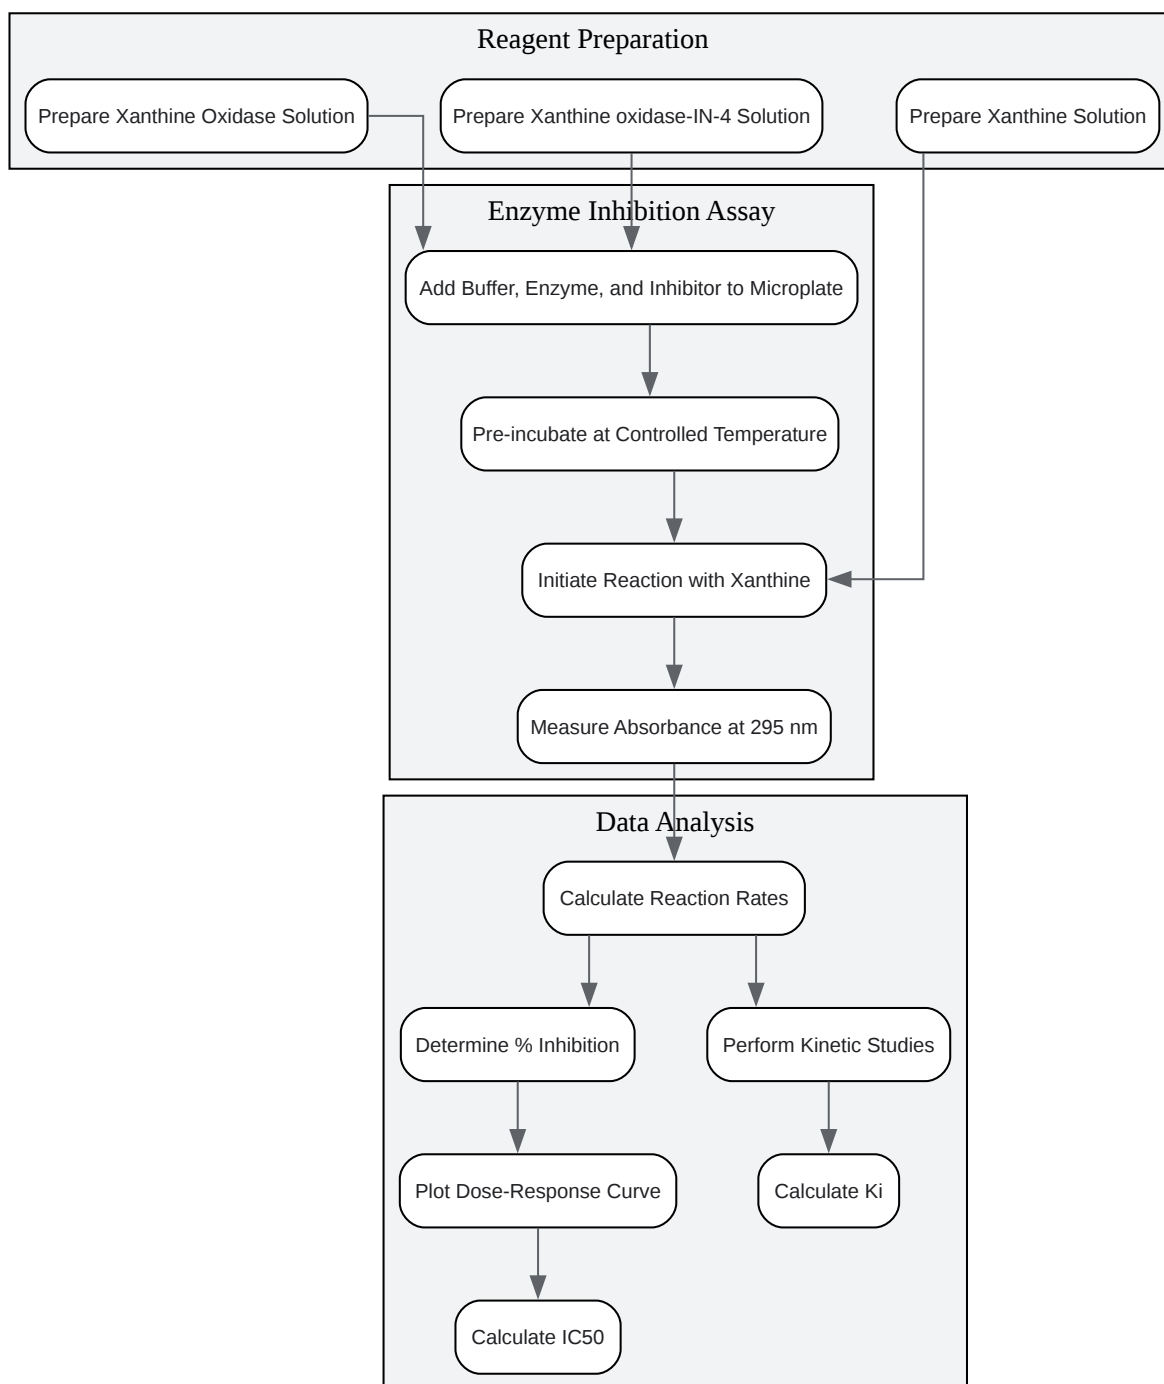 Reagent Preparation
Prepare Xanthine Oxidase Solution
Prepare Xanthine oxidase-IN-4 Solution
Prepare Xanthine Solution
Enzyme Inhibition Assay
Add Buffer, Enzyme, and Inhibitor to Microplate
Pre-incubate at Controlled Temperature
Initiate Reaction with Xanthine
Measure Absorbance at 295 nm
Data Analysis
Calculate Reaction Rates
Determine % Inhibition
Perform Kinetic Studies
Plot Dose-Response Curve
Calculate Ki
Calculate IC50